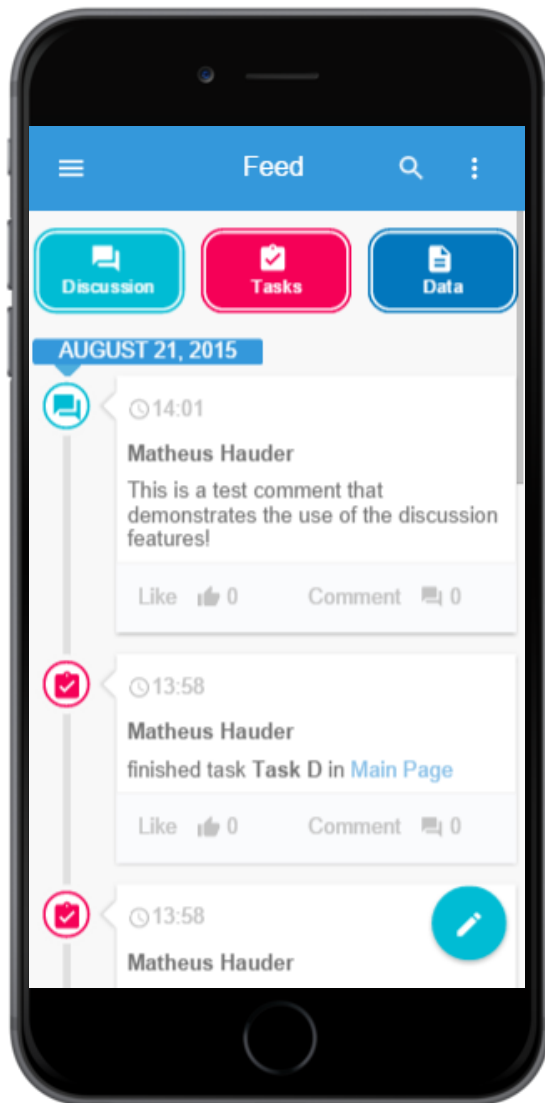 Feed
Discussion
Tasks
Data
AUGUST 21, 2015
14:01
Matheus Hauder
This is a test comment that
demonstrates the use of the discussion
features!
Like 0 Comment 0
13:58
Matheus Hauder
finished task Task D in Main Page
Like 0 Comment 0
13:58
Matheus Hauder